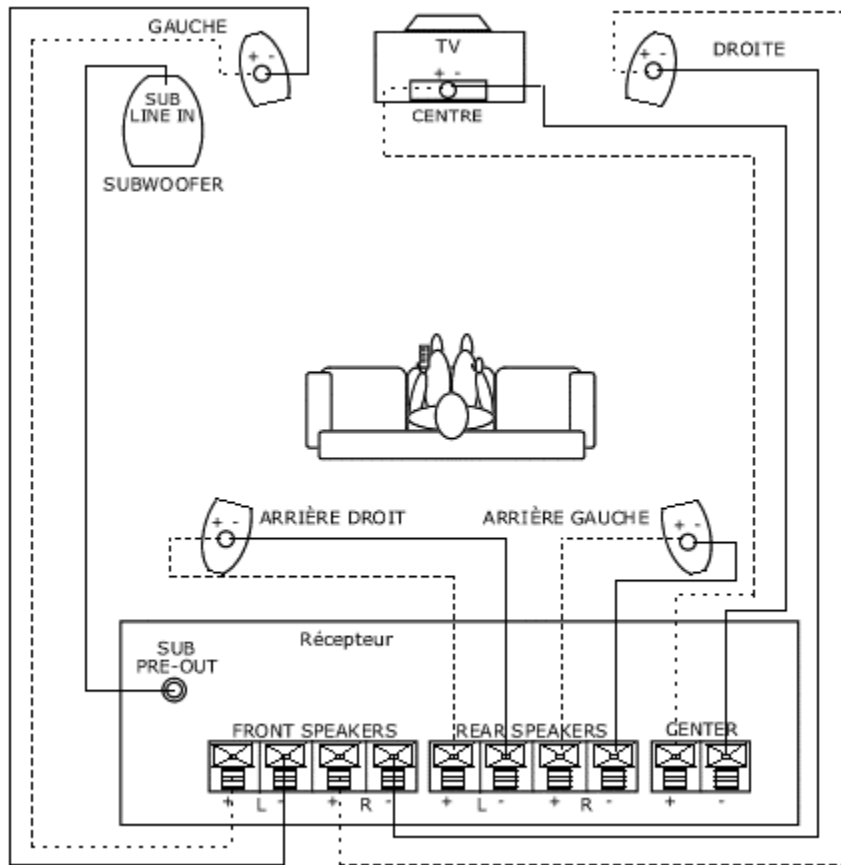 GAUCHE
+ -
SUB
LINE IN
SUBWOOFER
TV
+ -
CENTRE
DROITE
+ -
+ -
ARRIÈRE DROIT
ARRIÈRE GAUCHE
+ -
Récepteur
SUB
PRE-OUT
FRONT SPEAKERS
REAR SPEAKERS
CENTER
+ L - + R -
+ L - + R -
+ -